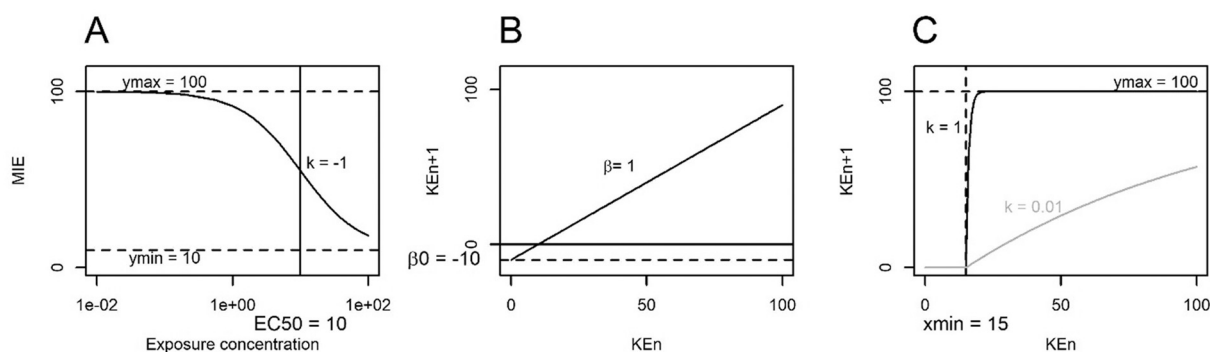 A
MIE
100
0
ymax = 100
k = -1
ymin = 10
1e-02
1e+00
1e+02
EC50 = 10
Exposure concentration
B
KEn+1
100
0
β= 1
β0 = -10
0
50
100
KEn
C
KEn+1
100
0
ymax = 100
k = 1
k = 0.01
0
50
100
xmin = 15
KEn